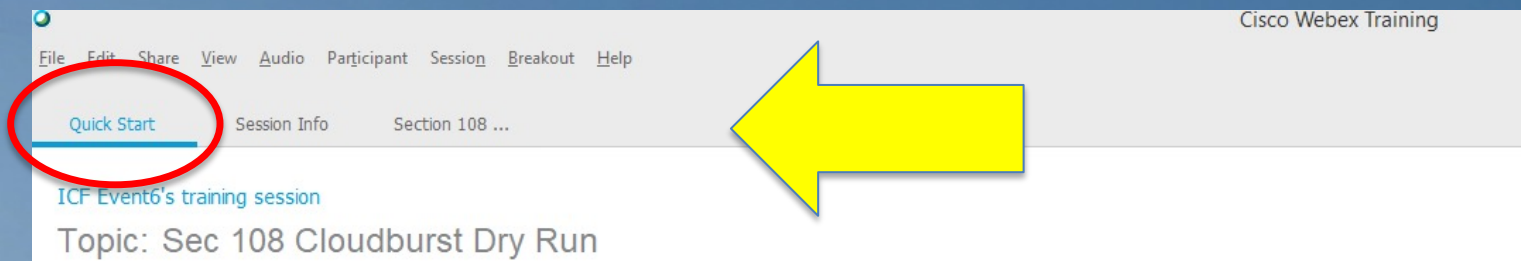 Cisco Webex Training
File Edit Share View Audio Participant Session Breakout Help
Quick Start Session Info Section 108 ...
ICF Event6's training session
Topic: Sec 108 Cloudburst Dry Run